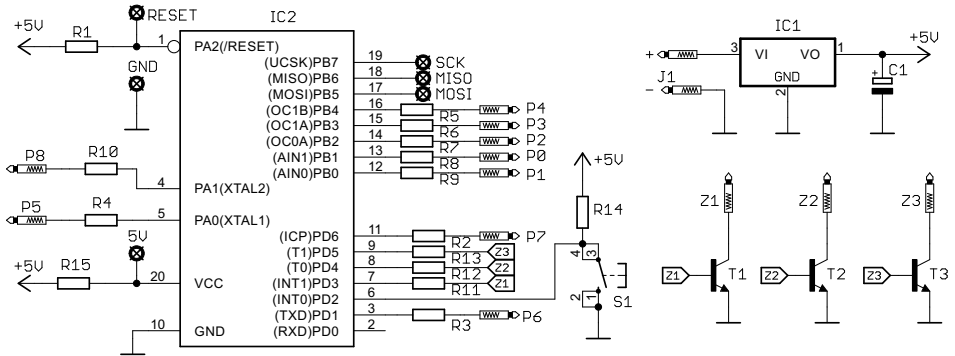 RESET
IC2
IC1
+5V
R1
1
PA2(/RESET)
GND
(UCSK)PB7
19
SCK
(MISO)PB6
18
MISO
(MOSI)PB5
17
MOSI
(OC1B)PB4
16
R5
P4
(OC1A)PB3
15
R6
P3
(OC0A)PB2
14
R7
P2
(AIN1)PB1
13
R8
P0
(AIN0)PB0
12
R9
P1
P8
R10
4
PA1(XTAL2)
P5
R4
5
PA0(XTAL1)
5V
+5V
R15
20
VCC
10
GND
(ICP)PD6
11
R2
P7
(T1)PD5
9
R13
Z3
(T0)PD4
8
R12
Z2
(INT1)PD3
7
R11
Z1
(INT0)PD2
6
(TXD)PD1
3
R3
P6
(RXD)PD0
2
+5V
R14
4
3
2
1
S1
+
J1
-
3
VI
VO
1
GND
2
+5V
+
C1
Z1
Z2
Z3
Z1
T1
Z2
T2
Z3
T3